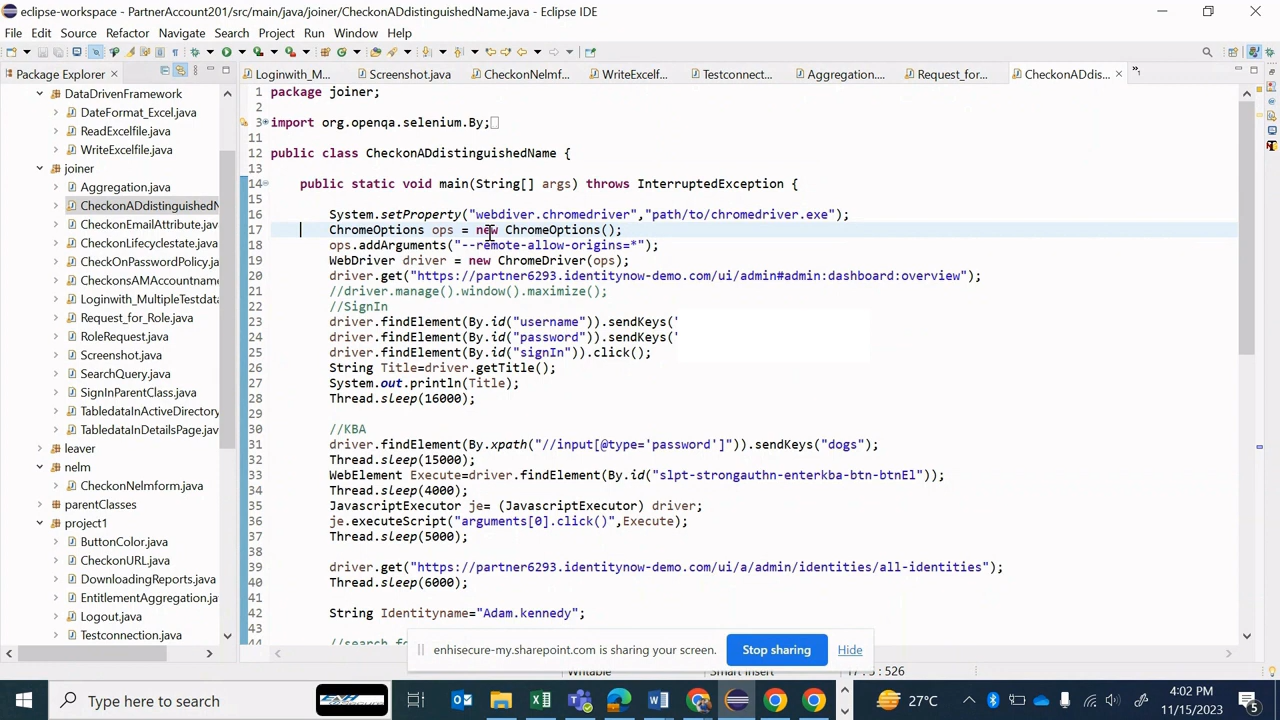 eclipse-workspace - PartnerAccount201/src/main/java/joiner/CheckonADdistinguishedName.java - Eclipse IDE
File Edit Source Refactor Navigate Search Project Run Window Help
Package Explorer
Loginwith_M... Screenshot.java CheckonNelmf... WriteExcelf... Testconnect... Aggregation.... Request_for... CheckonADdis...
DataDrivenFramework
DateFormat_Excel.java
ReadExcelfile.java
WriteExcelfile.java
joiner
Aggregation.java
CheckonADdistinguishedN
CheckonEmailAttribute.java
CheckonLifecyclestate.java
CheckOnPasswordPolicy.java
ChecksonsAMAccountname
Loginwith_MultipleTestdata
Request_for_Role.java
RoleRequest.java
Screenshot.java
SearchQuery.java
SignInParentClass.java
TabledataInActiveDirectory
TabledataInDetailsPage.java
leaver
nelm
CheckonNelmform.java
parentClasses
project1
ButtonColor.java
CheckonURL.java
DownloadingReports.java
EntitlementAggregation.java
Logout.java
Testconnection.java
1 package joiner;
2
3 import org.openqa.selenium.By;
11
12 public class CheckonADdistinguishedName {
13
14 public static void main(String[] args) throws InterruptedException {
15
16 System.setProperty("webdiver.chromedriver","path/to/chromedriver.exe");
17 ChromeOptions ops = new ChromeOptions();
18 ops.addArguments("--remote-allow-origins=*");
19 WebDriver driver = new ChromeDriver(ops);
20 driver.get("https://partner6293.identitynow-demo.com/ui/admin#admin:dashboard:overview");
21 //driver.manage().window().maximize();
22 //SignIn
23 driver.findElement(By.id("username")).sendKeys('
24 driver.findElement(By.id("password")).sendKeys('
25 driver.findElement(By.id("signIn")).click();
26 String Title=driver.getTitle();
27 System.out.println(Title);
28 Thread.sleep(16000);
29
30 //KBA
31 driver.findElement(By.xpath("//input[@type='password']")).sendKeys("dogs");
32 Thread.sleep(15000);
33 WebElement Execute=driver.findElement(By.id("slpt-strongauthn-enterkba-btn-btnEl"));
34 Thread.sleep(4000);
35 JavascriptExecutor je= (JavascriptExecutor) driver;
36 je.executeScript("arguments[0].click()",Execute);
37 Thread.sleep(5000);
38
39 driver.get("https://partner6293.identitynow-demo.com/ui/a/admin/identities/all-identities");
40 Thread.sleep(6000);
41
42 String Identityname="Adam.kennedy";
43
enhisecure-my.sharepoint.com is sharing your screen. Stop sharing Hide
Type here to search
27°C
4:02 PM
11/15/2023
5